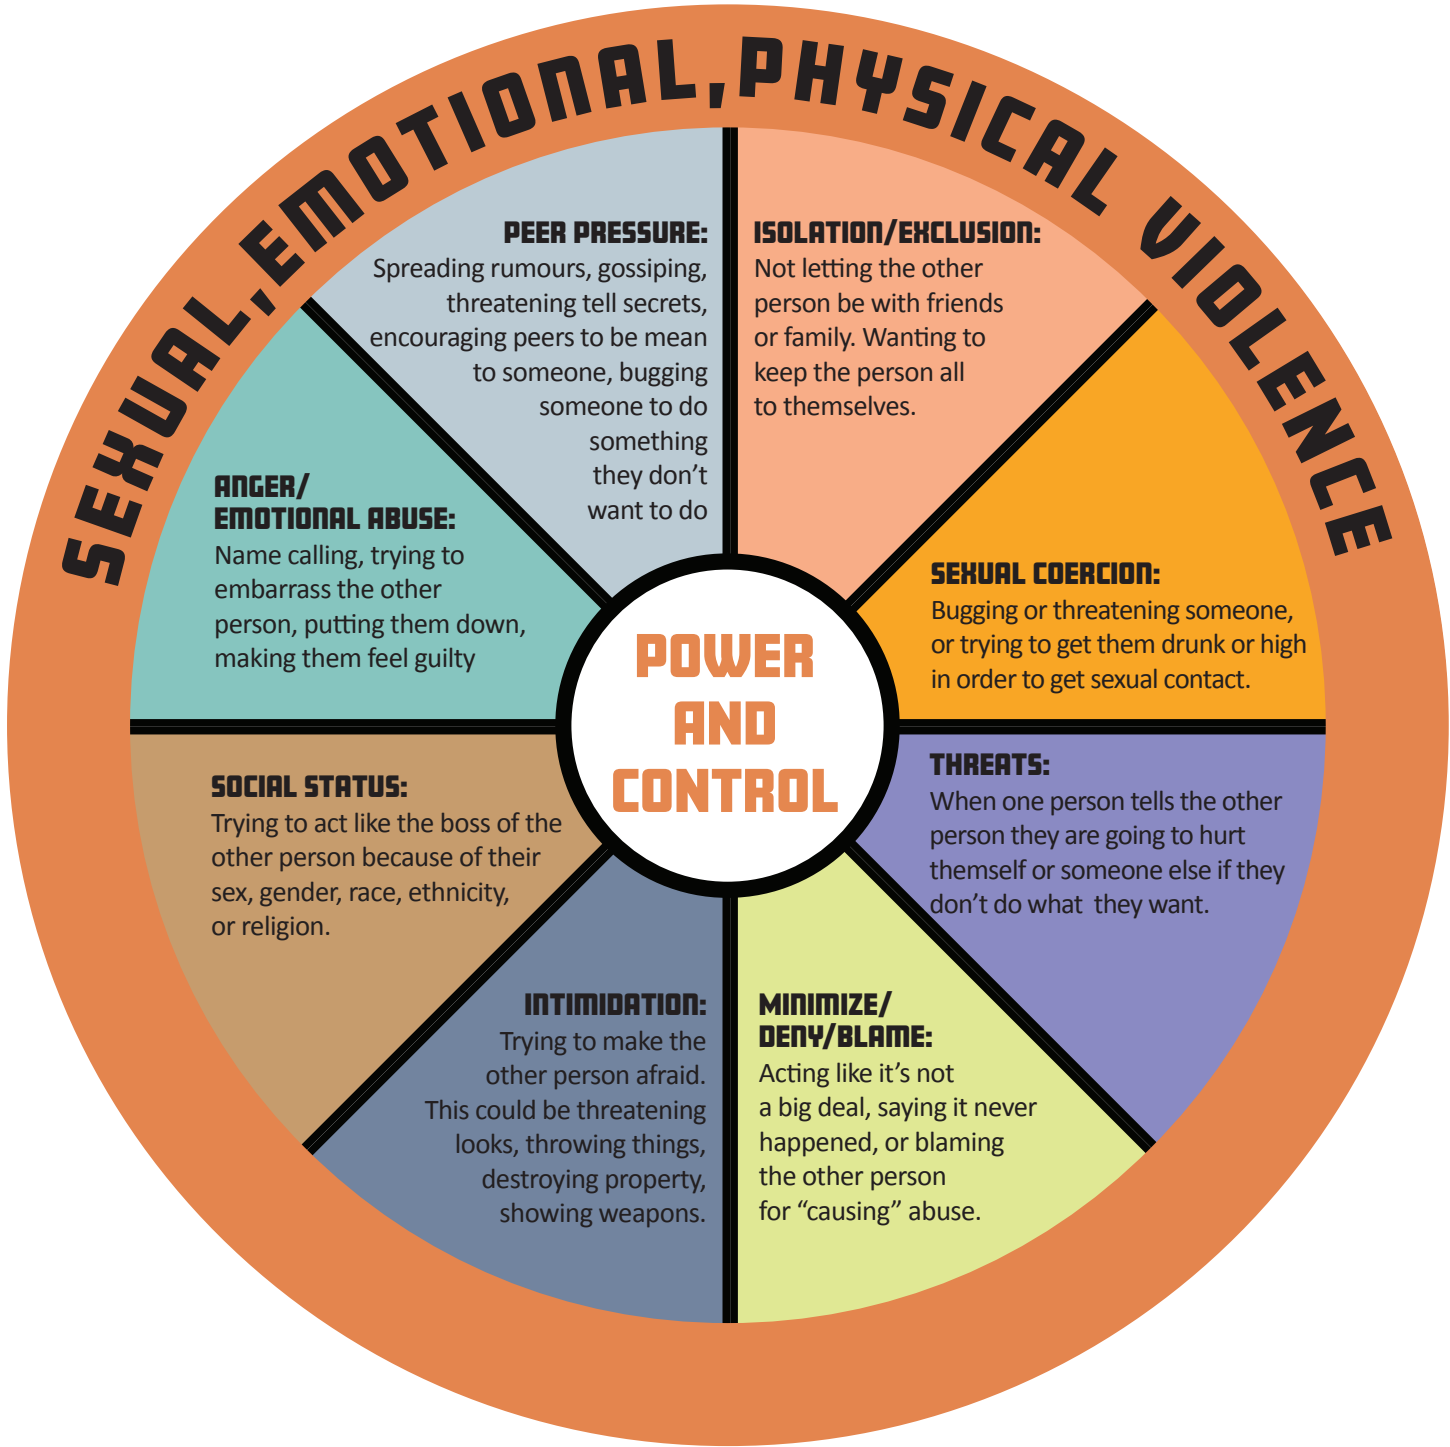 SEXUAL, EMOTIONAL, PHYSICAL VIOLENCE
PEER PRESSURE:
Spreading rumours, gossiping,
threatening tell secrets,
encouraging peers to be mean
to someone, bugging
someone to do
something
they don't
want to do
ISOLATION/EXCLUSION:
Not letting the other
person be with friends
or family. Wanting to
keep the person all
to themselves.
SEXUAL COERCION:
Bugging or threatening someone,
or trying to get them drunk or high
in order to get sexual contact.
THREATS:
When one person tells the other
person they are going to hurt
themself or someone else if they
don't do what  they want.
MINIMIZE/
DENY/BLAME:
Acting like it's not
a big deal, saying it never
happened, or blaming
the other person
for “causing” abuse.
INTIMIDATION:
Trying to make the
other person afraid.
This could be threatening
looks, throwing things,
destroying property,
showing weapons.
SOCIAL STATUS:
Trying to act like the boss of the
other person because of their
sex, gender, race, ethnicity,
or religion.
ANGER/
EMOTIONAL ABUSE:
Name calling, trying to
embarrass the other
person, putting them down,
making them feel guilty
POWER
AND
CONTROL